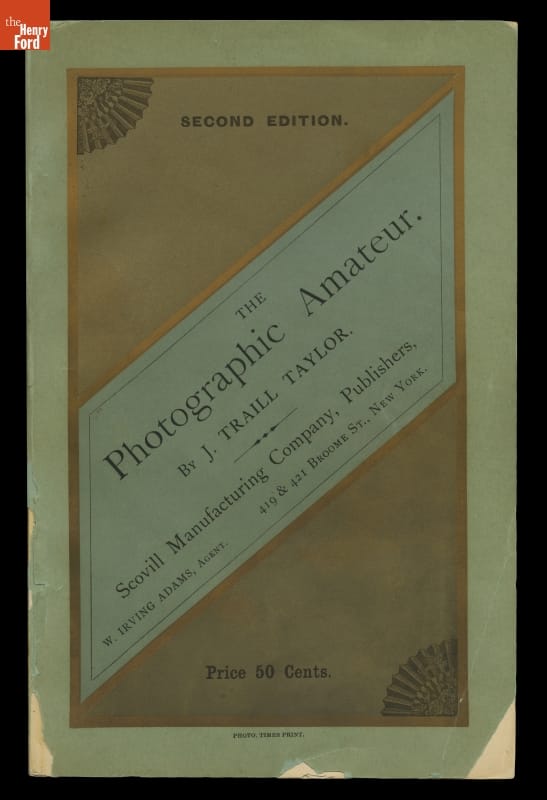 the
Henry
Ford
SECOND EDITION.
THE
Photographic Amateur.
BY J. TRAILL TAYLOR.
Scovill Manufacturing Company, Publishers,
W. IRVING ADAMS, AGENT. 419 & 421 BROOME ST., NEW YORK.
Price 50 Cents.
PHOTO. TIMES PRINT.